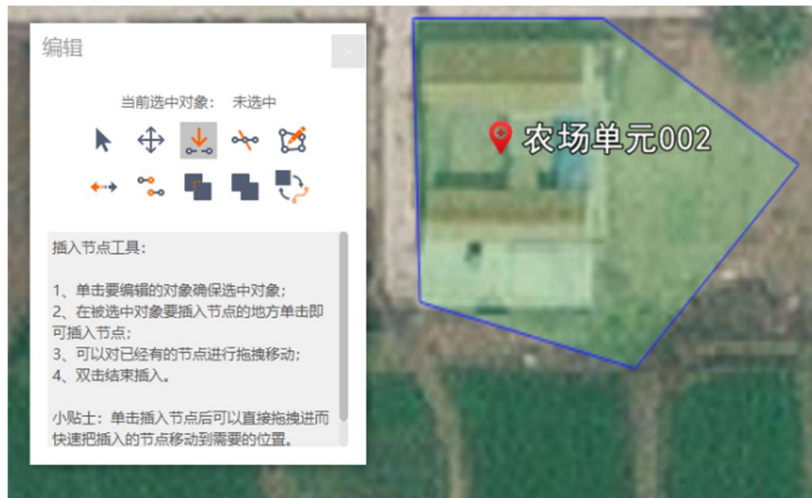 编辑
×
当前选中对象： 未选中
农场单元002
插入节点工具：
1、单击要编辑的对象确保选中对象；
2、在被选中对象要插入节点的地方单击即
可插入节点；
3、可以对已经有的节点进行拖拽移动；
4、双击结束插入。
小贴士：单击插入节点后可以直接拖拽进而
快速把插入的节点移动到需要的位置。